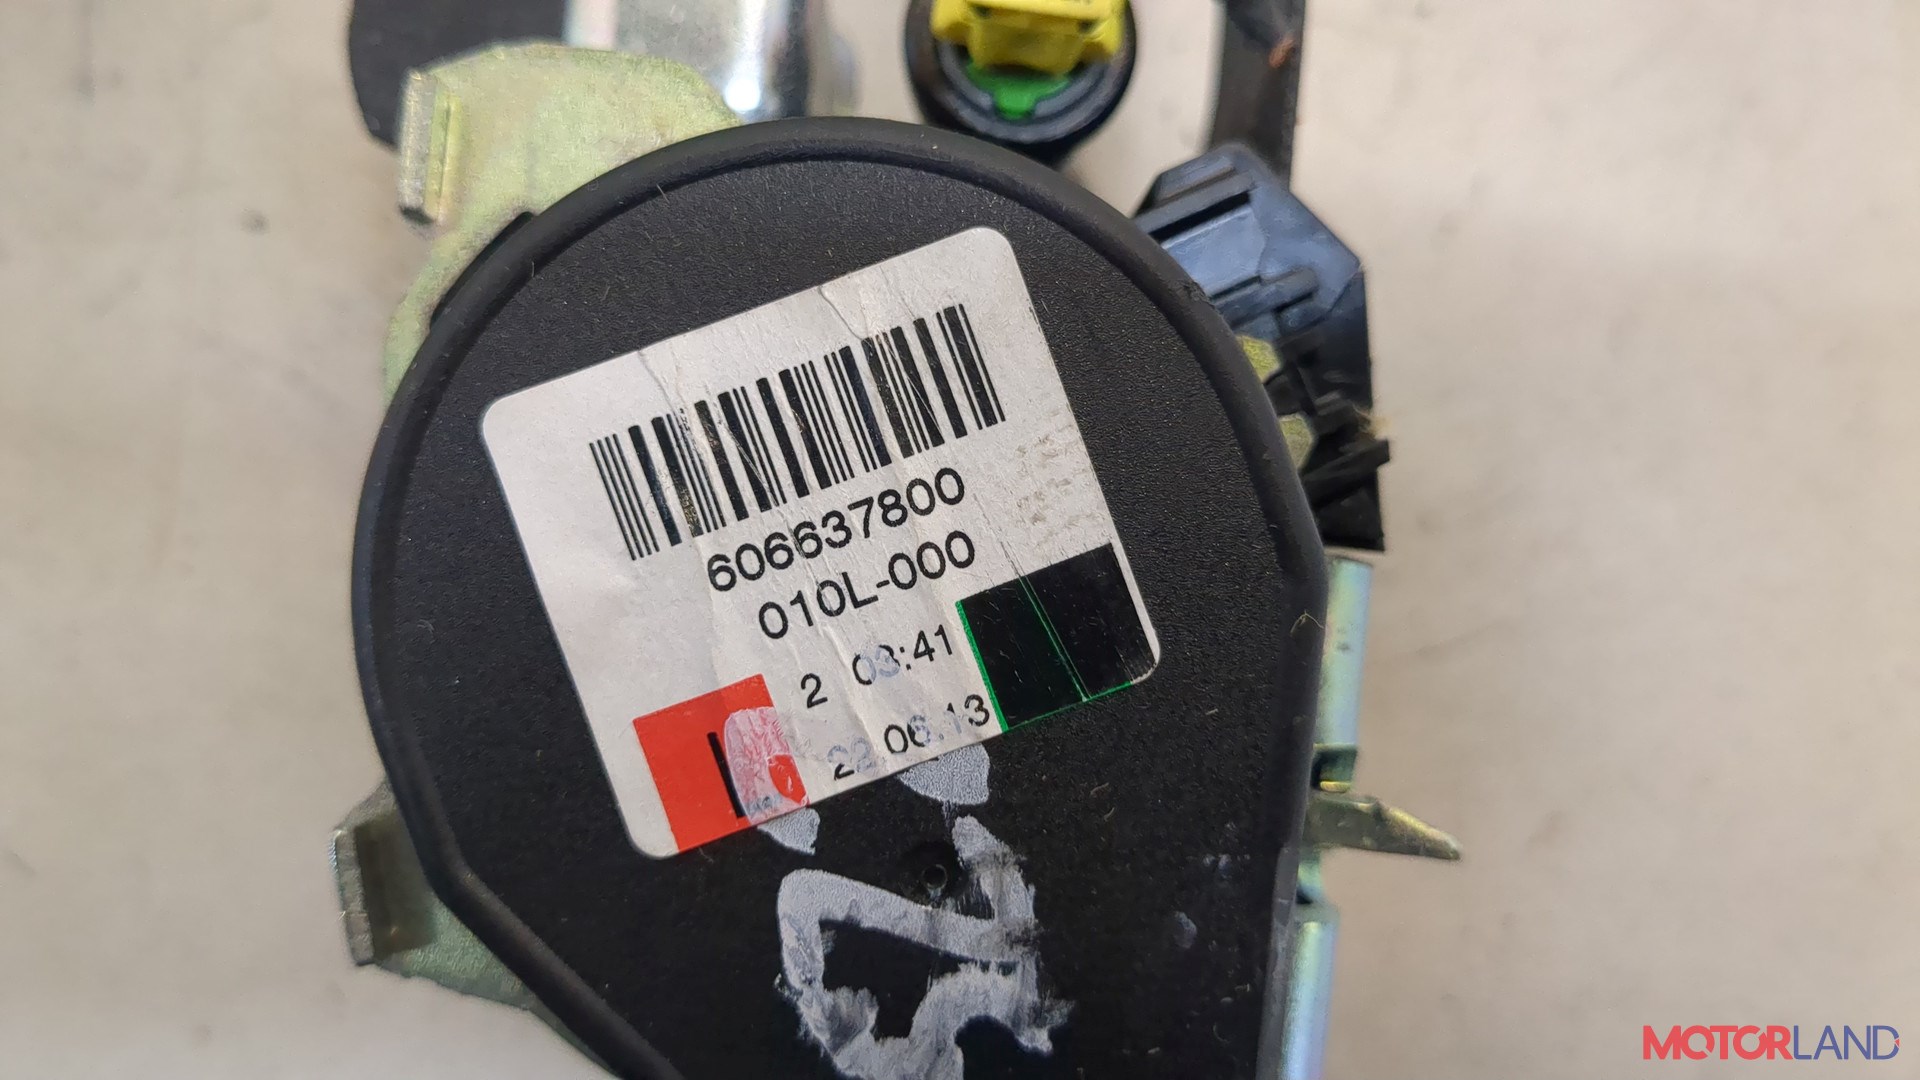 606637800
010L-000
2 03:41
L 22.06.13
MOTORLAND